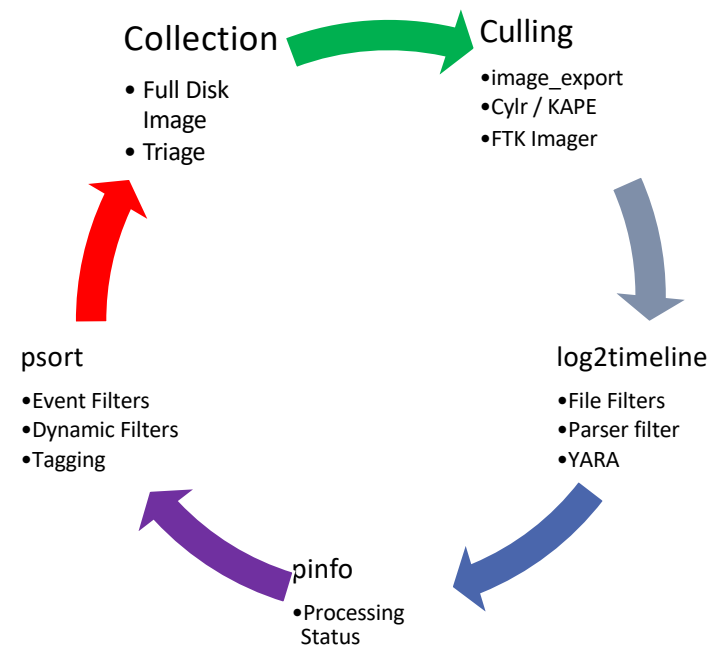 Collection
• Full Disk
Image
• Triage
Culling
•image_export
•Cylr / KAPE
•FTK Imager
log2timeline
•File Filters
•Parser filter
•YARA
pinfo
•Processing
Status
psort
•Event Filters
•Dynamic Filters
•Tagging